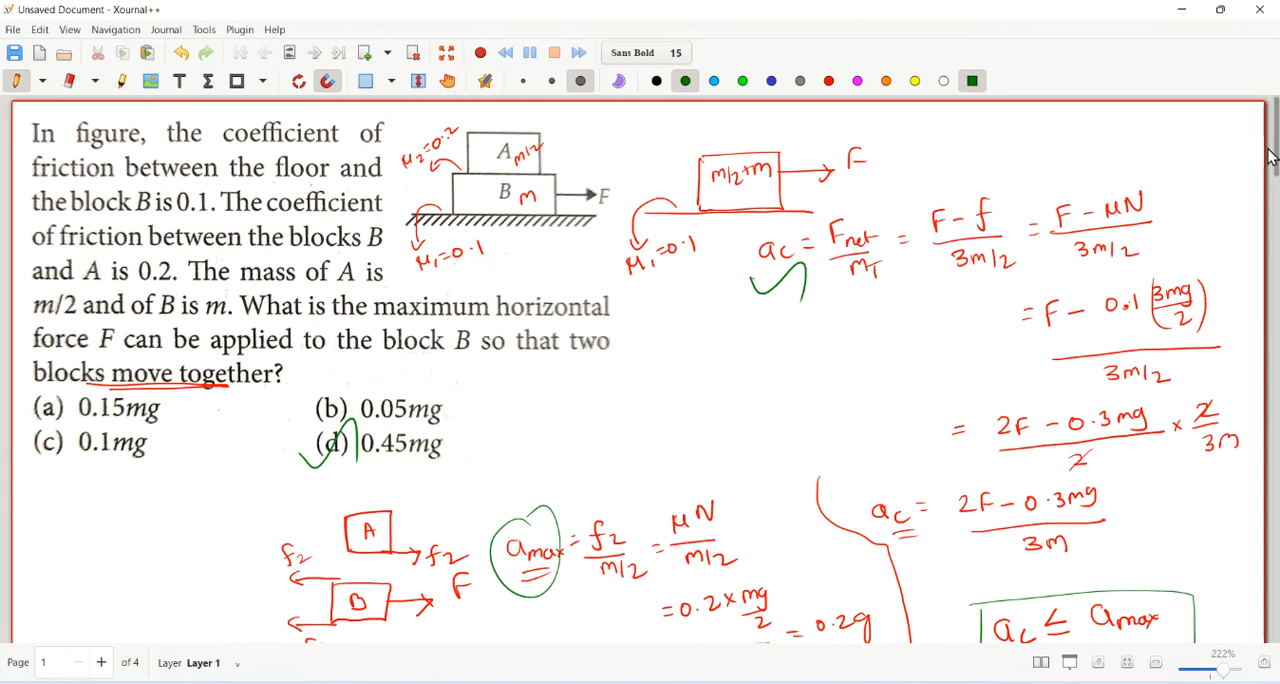 Unsaved Document - Xournal++
File Edit View Navigation Journal Tools Plugin Help
Sans Bold 15
In figure, the coefficient of
friction between the floor and
the block B is 0.1. The coefficient
of friction between the blocks B
and A is 0.2. The mass of A is
m/2 and of B is m. What is the maximum horizontal
force F can be applied to the block B so that two
blocks move together?
(a) 0.15mg (b) 0.05mg
(c) 0.1mg (d) 0.45mg
μ2=0.2
A m/2
B m
F
μ1=0.1
m/2+m
F
μ1=0.1
ac = Fnet/mT = F-f/3m/2 = F-μN/3m/2
= F - 0.1 (3mg/2)
3m/2
= 2F - 0.3mg/2 × 2/3m
ac = 2F - 0.3mg/3m
A
f2
f2
B
F
amax = f2/m/2 = μN/m/2
= 0.2 × mg/2
= 0.2g
ac ≤ amax
Page 1 of 4 Layer Layer 1
222%